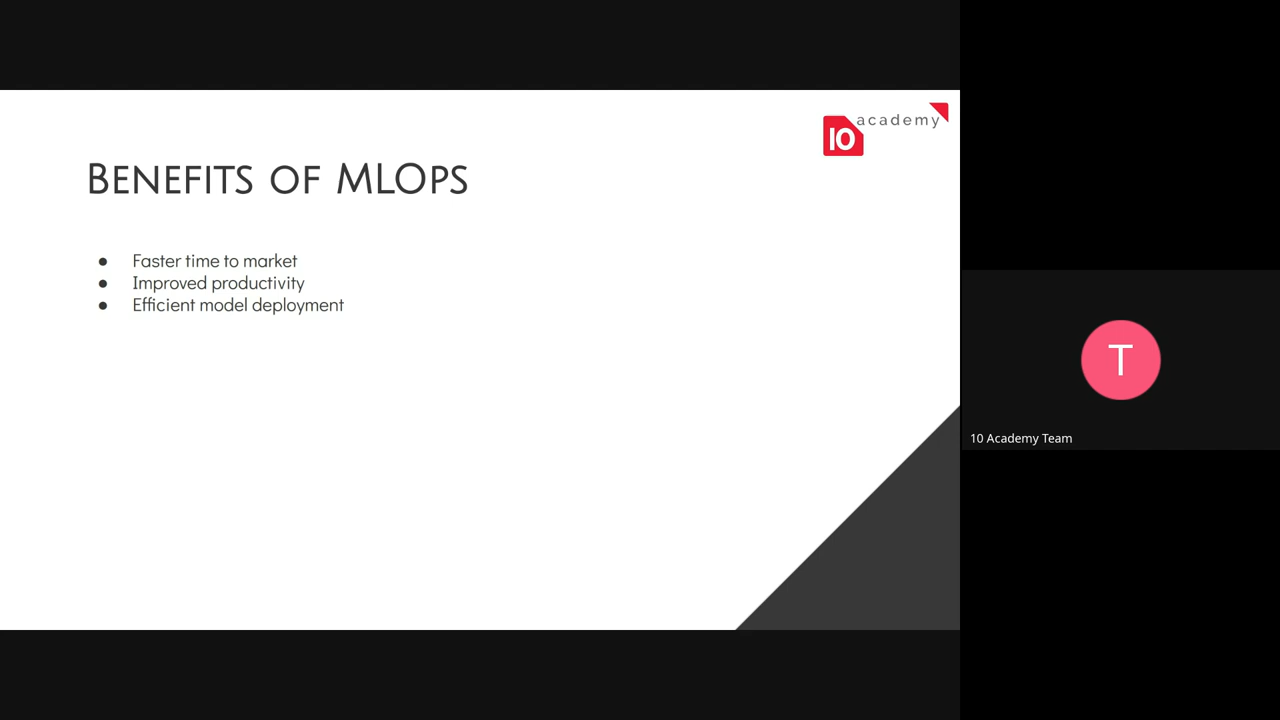 10 academy
BENEFITS OF MLOPS
● Faster time to market
● Improved productivity
● Efficient model deployment
T
10 Academy Team